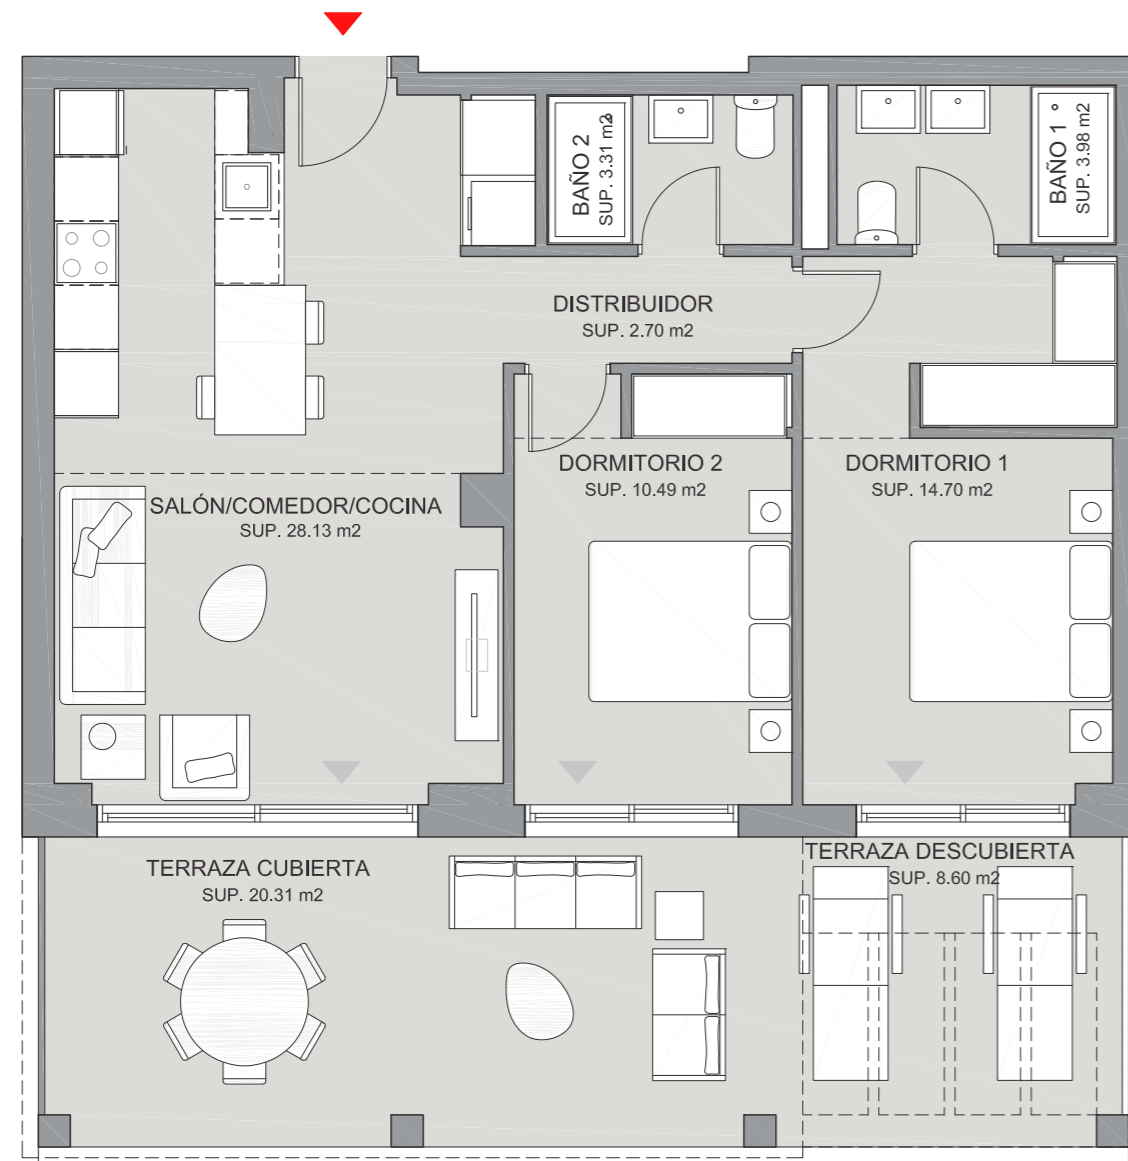 BAÑO 2
SUP. 3.31 m2
BAÑO 1
SUP. 3.98 m2
DISTRIBUIDOR
SUP. 2.70 m2
DORMITORIO 2
SUP. 10.49 m2
DORMITORIO 1
SUP. 14.70 m2
SALÓN/COMEDOR/COCINA
SUP. 28.13 m2
TERRAZA CUBIERTA
SUP. 20.31 m2
TERRAZA DESCUBIERTA
SUP. 8.60 m2